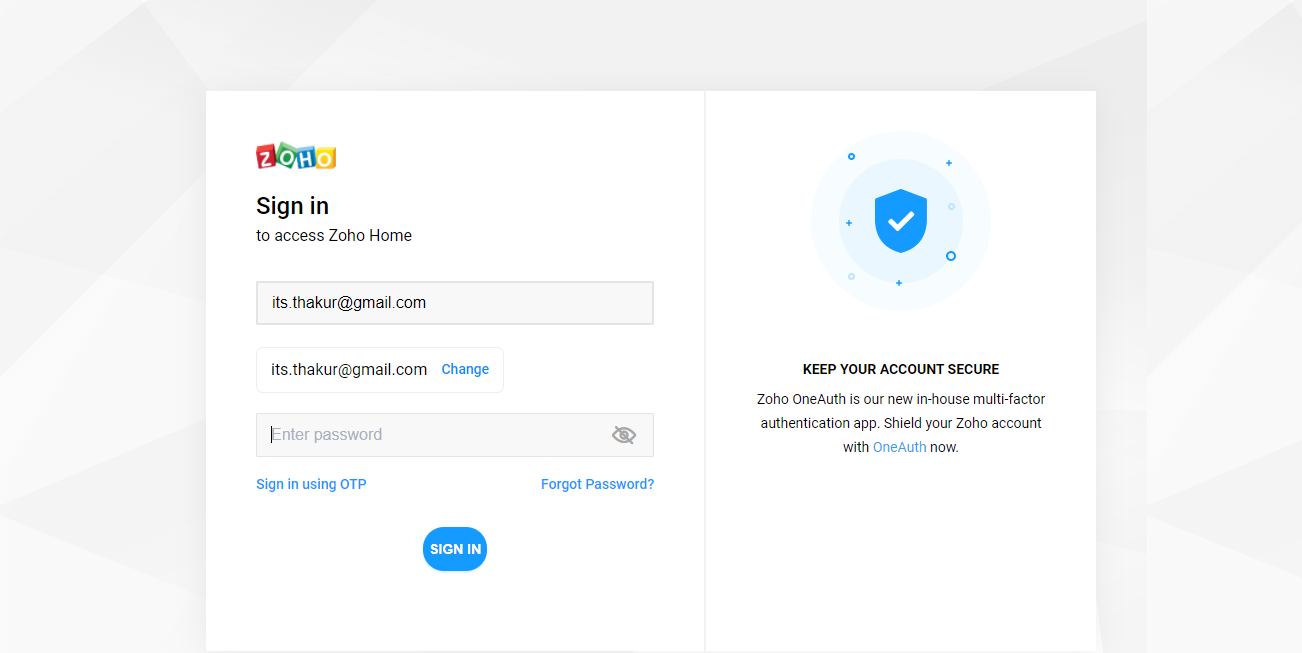 ZOHO
Sign in
to access Zoho Home
its.thakur@gmail.com
its.thakur@gmail.com Change
Enter password
Sign in using OTP Forgot Password?
SIGN IN
KEEP YOUR ACCOUNT SECURE
Zoho OneAuth is our new in-house multi-factor
authentication app. Shield your Zoho account
with OneAuth now.